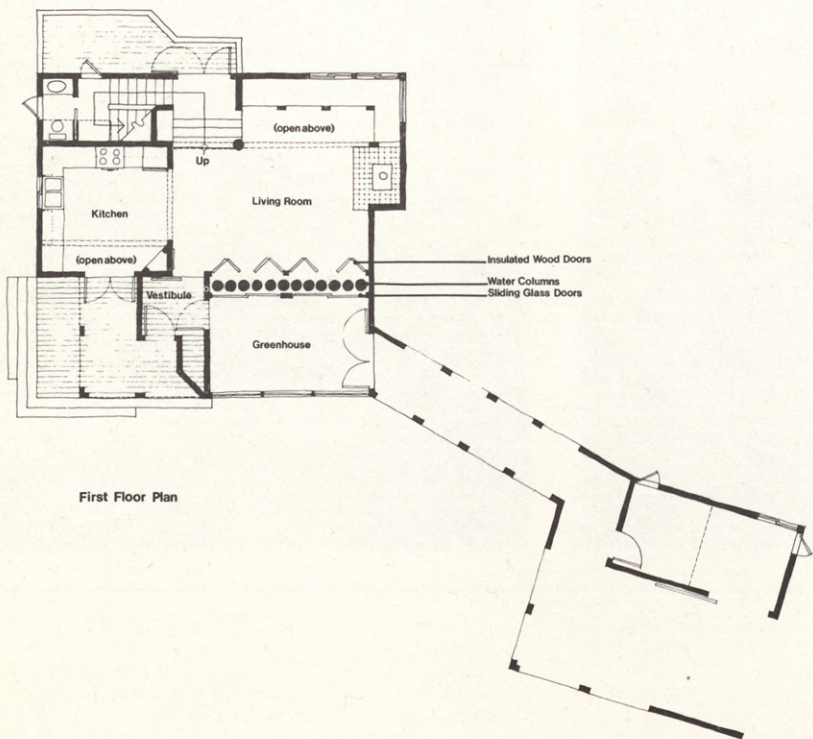 (open above)
Up
Kitchen
Living Room
(open above)
Insulated Wood Doors
Vestibule
Water Columns
Sliding Glass Doors
Greenhouse
First Floor Plan